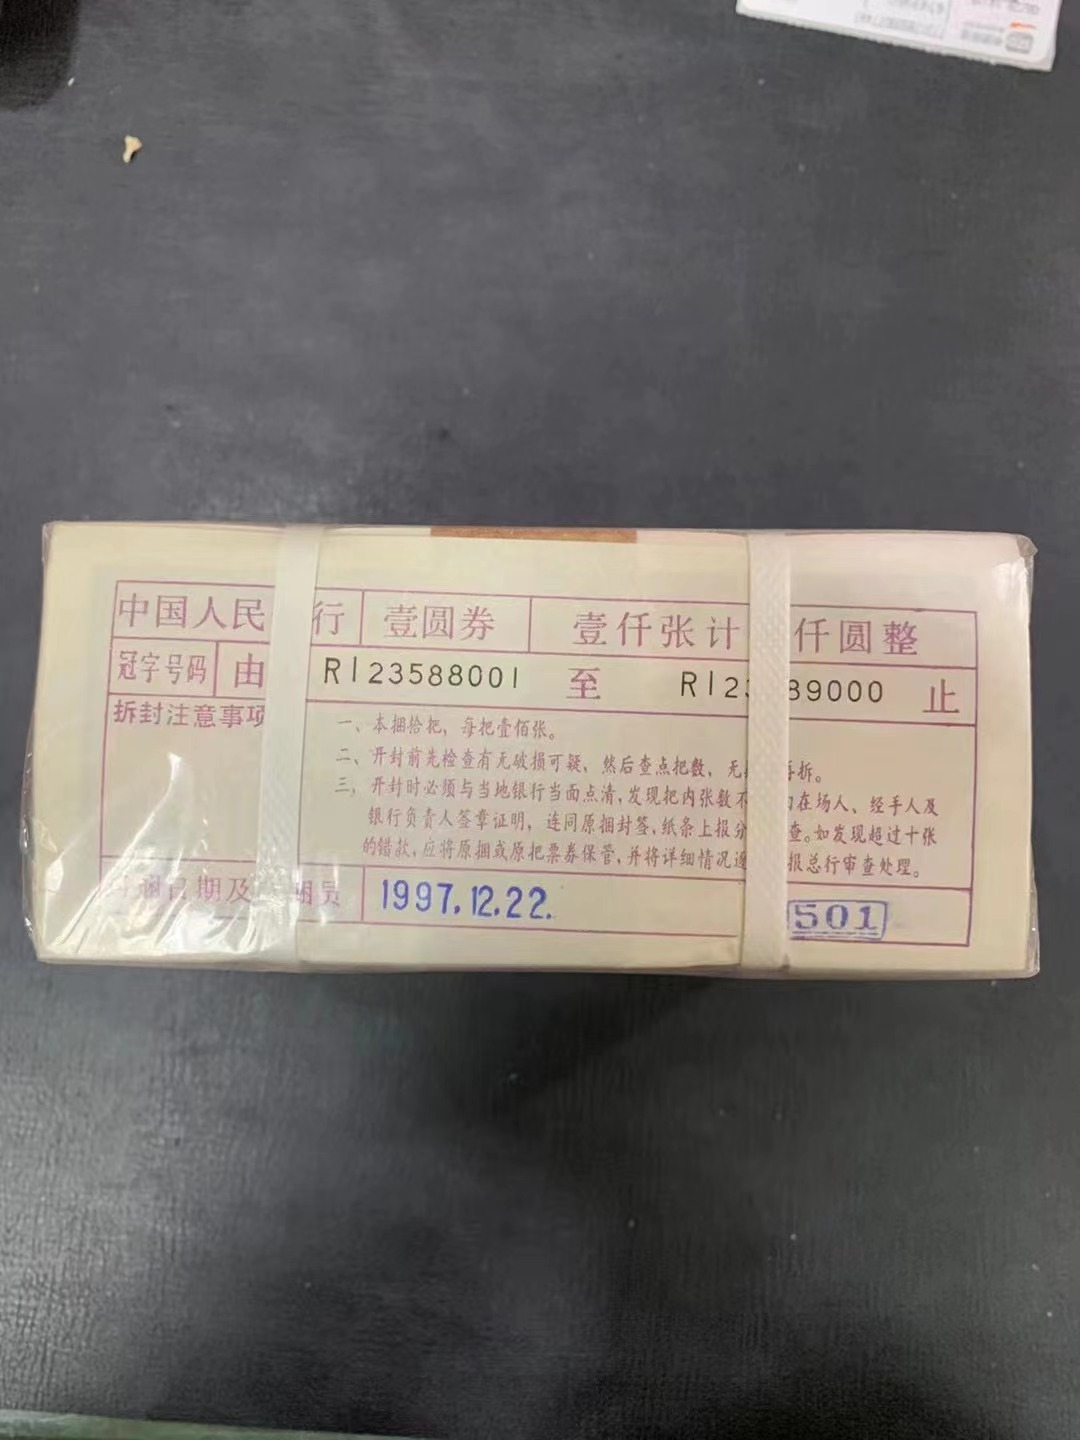 中国人民 行 壹圆券 壹仟张计 仟圆整
冠字号码 由 R123588001 至 R123 89000 止
拆封注意事项
一、本捆拾把，每把壹佰张。
二、开封前先检查有无破损可疑，然后查点把数，无 再拆。
三，开封时必须与当地银行当面点清，发现把内张数不 在场人、经手人及
银行负责人签章证明，连同原捆封签，纸条上报分 查。如发现超过十张
的错款，应将原捆或原把票券保管，并将详细情况 报总行审查处理。
日期及 员 1997.12.22. 501